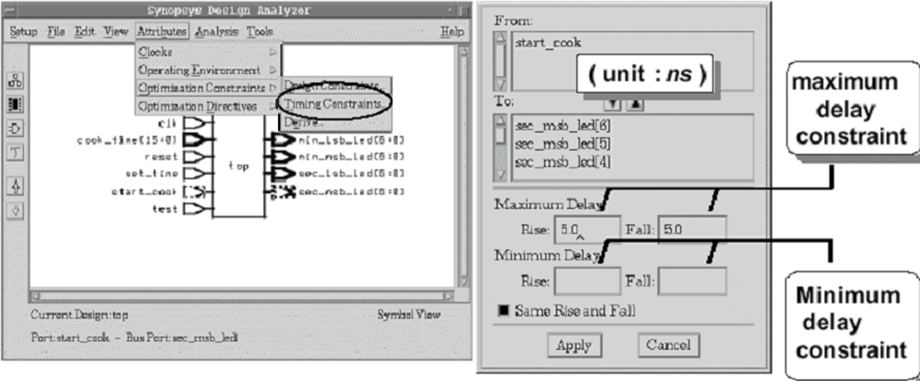 Synopsys Design Analyzer
Setup File Edit View Attributes Analysis Tools Help
Clocks
Operating Environment
Optimization Constraints
Optimization Directives
Design Constraints...
Timing Constraints...
Derive...
clk
cook_time[15:0]
reset
set_time
start_cook
test
top
min_lsb_led[6:0]
min_msb_led[6:0]
sec_lsb_led[6:0]
sec_msb_led[6:0]
Current Design: top
Symbol View
Port: start_cook - Bus Port: sec_msb_led
From:
start_cook
( unit : ns )
To:
sec_msb_led[6]
sec_msb_led[5]
sec_msb_led[4]
Maximum Delay
Rise: 5.0 Fall: 5.0
Minimum Delay
Rise: Fall:
Same Rise and Fall
Apply Cancel
maximum
delay
constraint
Minimum
delay
constraint